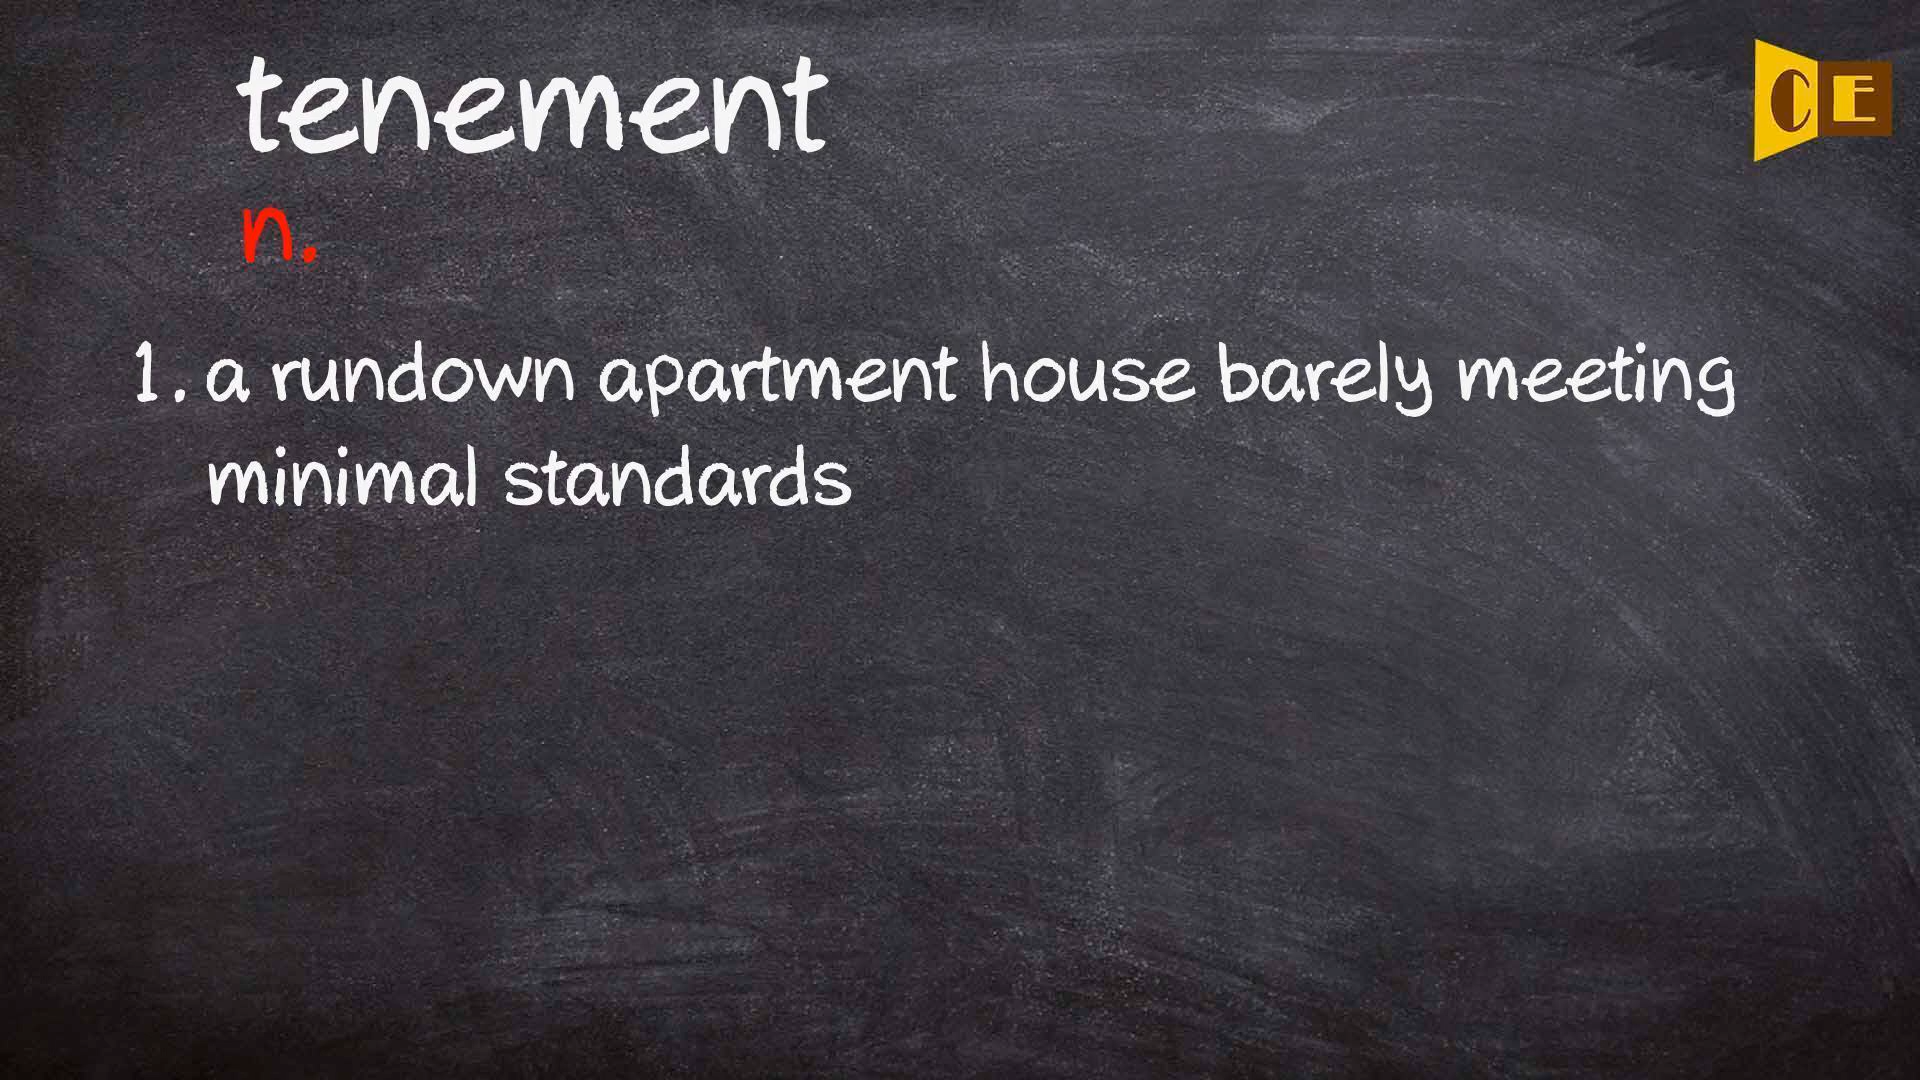 tenement
CE
n.
1. a rundown apartment house barely meeting
minimal standards